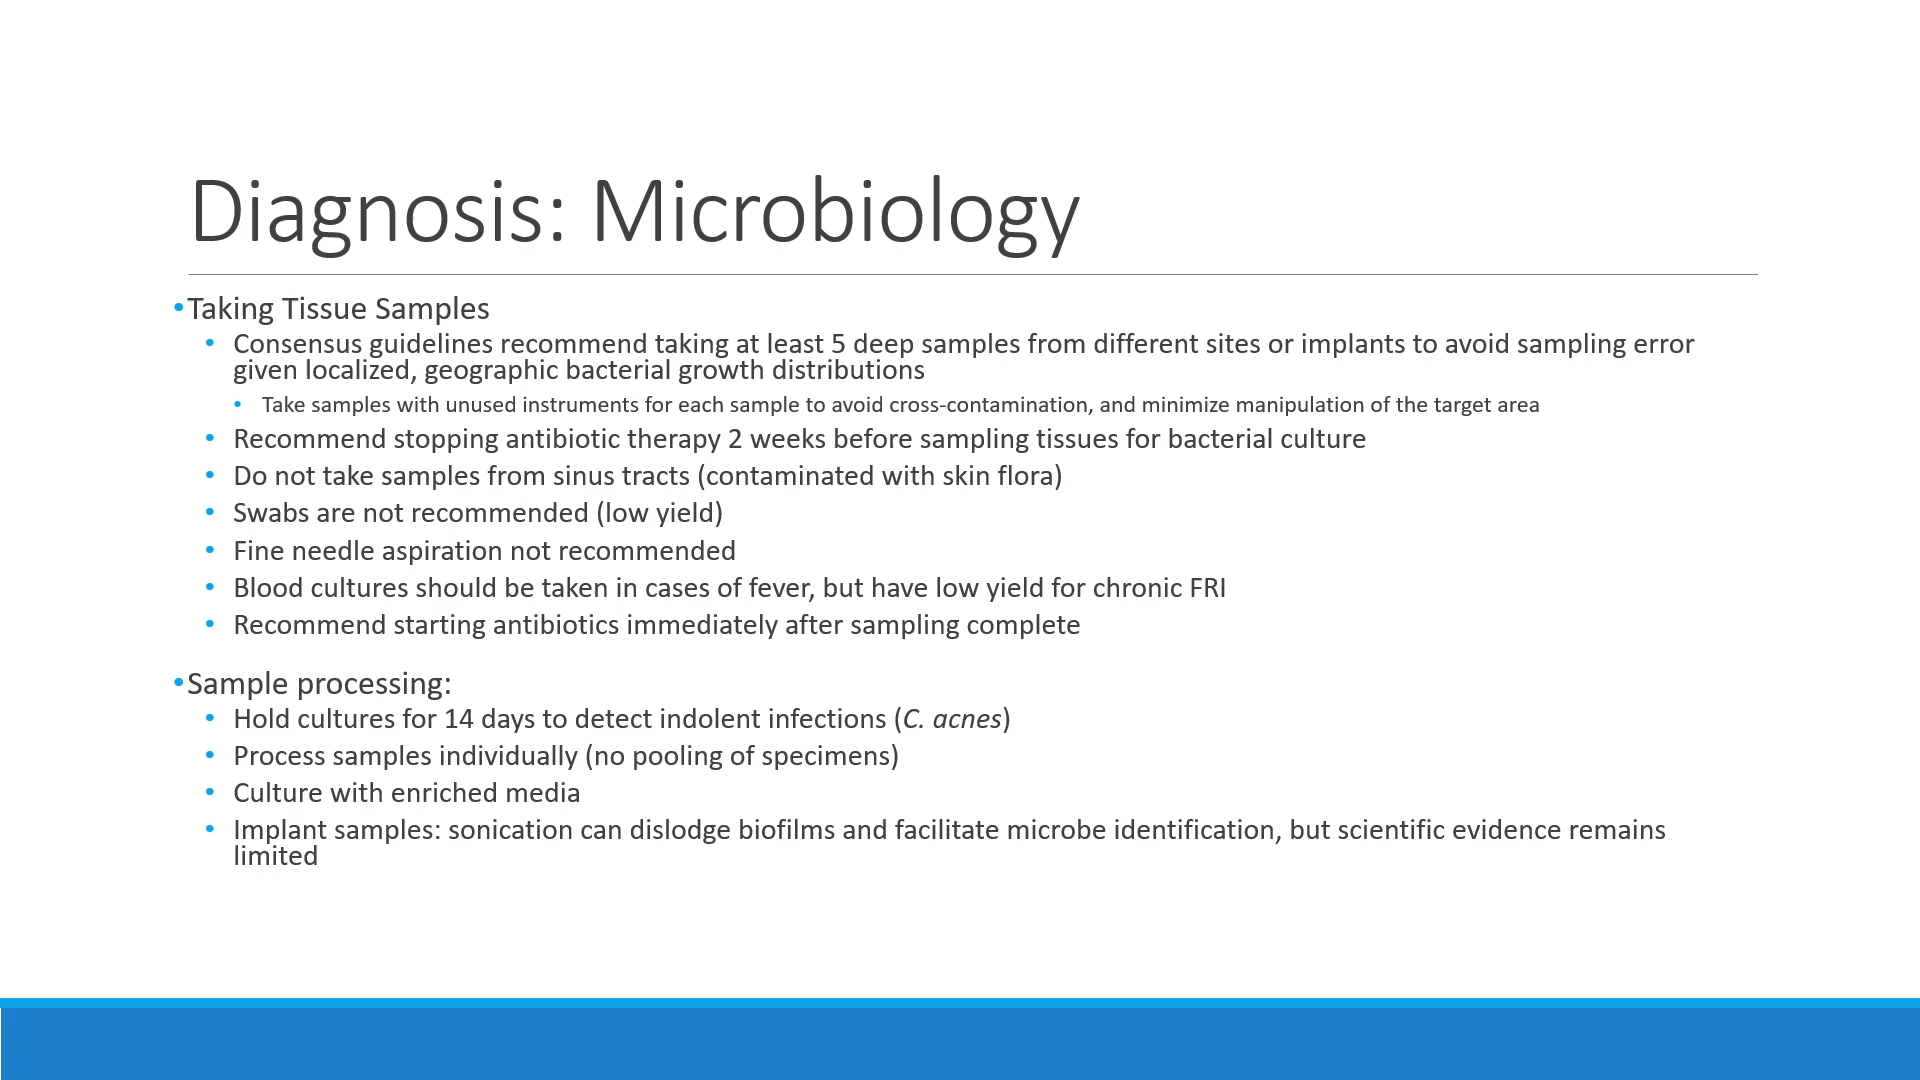 Diagnosis: Microbiology
•Taking Tissue Samples
• Consensus guidelines recommend taking at least 5 deep samples from different sites or implants to avoid sampling error
given localized, geographic bacterial growth distributions
• Take samples with unused instruments for each sample to avoid cross-contamination, and minimize manipulation of the target area
• Recommend stopping antibiotic therapy 2 weeks before sampling tissues for bacterial culture
• Do not take samples from sinus tracts (contaminated with skin flora)
• Swabs are not recommended (low yield)
• Fine needle aspiration not recommended
• Blood cultures should be taken in cases of fever, but have low yield for chronic FRI
• Recommend starting antibiotics immediately after sampling complete
•Sample processing:
• Hold cultures for 14 days to detect indolent infections (C. acnes)
• Process samples individually (no pooling of specimens)
• Culture with enriched media
• Implant samples: sonication can dislodge biofilms and facilitate microbe identification, but scientific evidence remains
limited